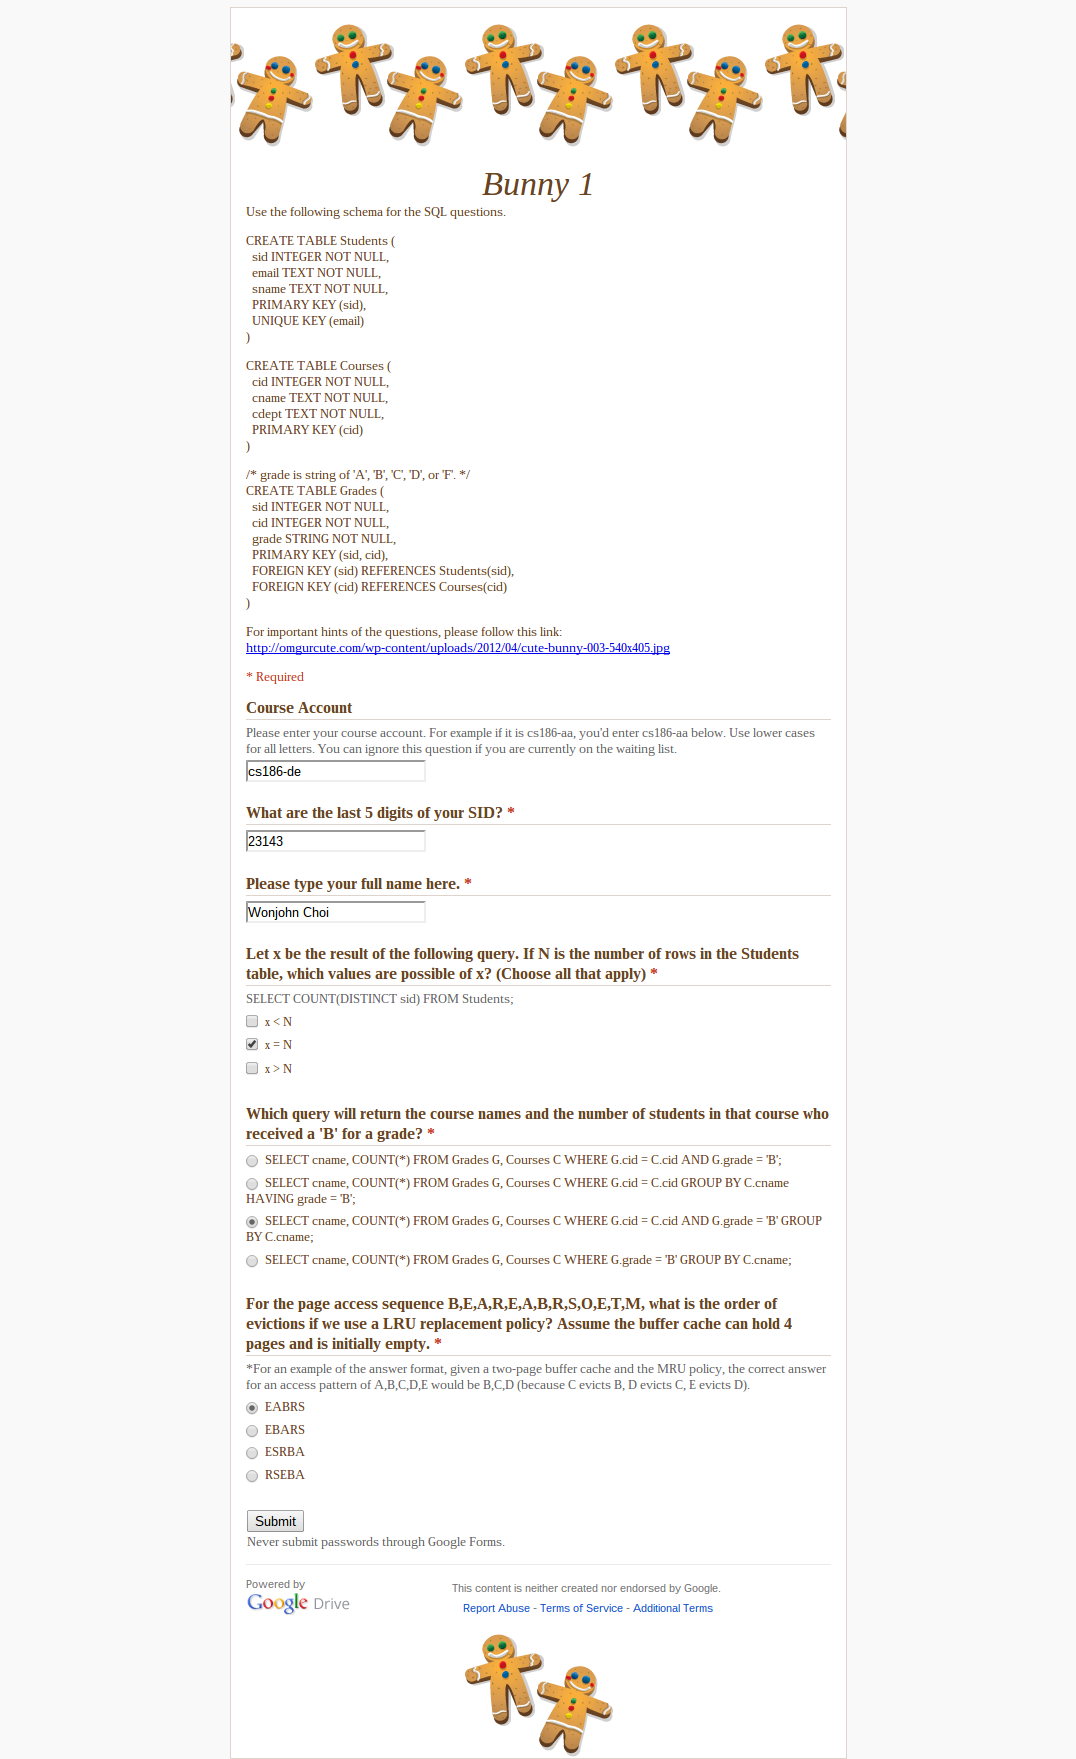 Bunny 1
Use the following schema for the SQL questions.
CREATE TABLE Students (
sid INTEGER NOT NULL,
email TEXT NOT NULL,
sname TEXT NOT NULL,
PRIMARY KEY (sid),
UNIQUE KEY (email)
)
CREATE TABLE Courses (
cid INTEGER NOT NULL,
cname TEXT NOT NULL,
cdept TEXT NOT NULL,
PRIMARY KEY (cid)
)
/* grade is string of 'A', 'B', 'C', 'D', or 'F'. */
CREATE TABLE Grades (
sid INTEGER NOT NULL,
cid INTEGER NOT NULL,
grade STRING NOT NULL,
PRIMARY KEY (sid, cid),
FOREIGN KEY (sid) REFERENCES Students(sid),
FOREIGN KEY (cid) REFERENCES Courses(cid)
)
For important hints of the questions, please follow this link:
http://omgurcute.com/wp-content/uploads/2012/04/cute-bunny-003-540x405.jpg
* Required
Course Account
Please enter your course account. For example if it is cs186-aa, you'd enter cs186-aa below. Use lower cases
for all letters. You can ignore this question if you are currently on the waiting list.
cs186-de
What are the last 5 digits of your SID? *
23143
Please type your full name here. *
Wonjohn Choi
Let x be the result of the following query. If N is the number of rows in the Students
table, which values are possible of x? (Choose all that apply) *
SELECT COUNT(DISTINCT sid) FROM Students;
x < N
x = N
x > N
Which query will return the course names and the number of students in that course who
received a 'B' for a grade? *
SELECT cname, COUNT(*) FROM Grades G, Courses C WHERE G.cid = C.cid AND G.grade = 'B';
SELECT cname, COUNT(*) FROM Grades G, Courses C WHERE G.cid = C.cid GROUP BY C.cname
HAVING grade = 'B';
SELECT cname, COUNT(*) FROM Grades G, Courses C WHERE G.cid = C.cid AND G.grade = 'B' GROUP
BY C.cname;
SELECT cname, COUNT(*) FROM Grades G, Courses C WHERE G.grade = 'B' GROUP BY C.cname;
For the page access sequence B,E,A,R,E,A,B,R,S,O,E,T,M, what is the order of
evictions if we use a LRU replacement policy? Assume the buffer cache can hold 4
pages and is initially empty. *
*For an example of the answer format, given a two-page buffer cache and the MRU policy, the correct answer
for an access pattern of A,B,C,D,E would be B,C,D (because C evicts B, D evicts C, E evicts D).
EABRS
EBARS
ESRBA
RSEBA
Submit
Never submit passwords through Google Forms.
Powered by
Google Drive
This content is neither created nor endorsed by Google.
Report Abuse - Terms of Service - Additional Terms